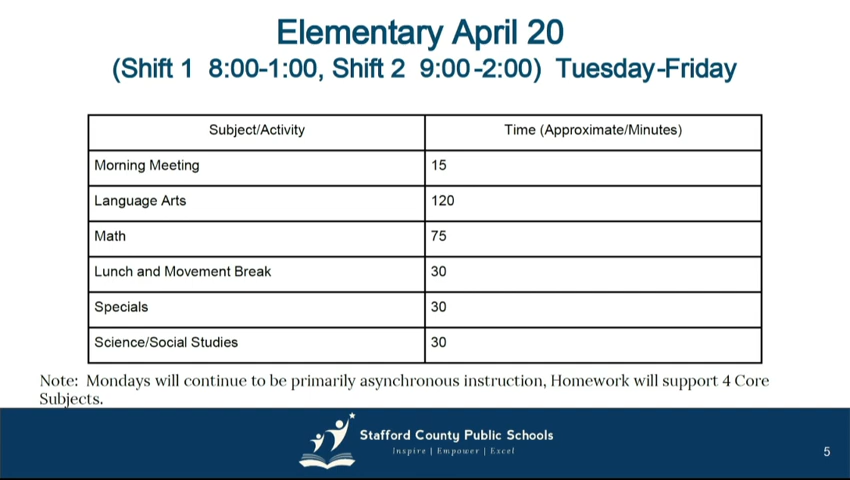 Elementary April 20
(Shift 1 8:00-1:00, Shift 2 9:00-2:00) Tuesday-Friday
Subject/Activity Time (Approximate/Minutes)
Morning Meeting 15
Language Arts 120
Math 75
Lunch and Movement Break 30
Specials 30
Science/Social Studies 30
Note: Mondays will continue to be primarily asynchronous instruction, Homework will support 4 Core
Subjects.
Stafford County Public Schools
Inspire | Empower | Excel
5